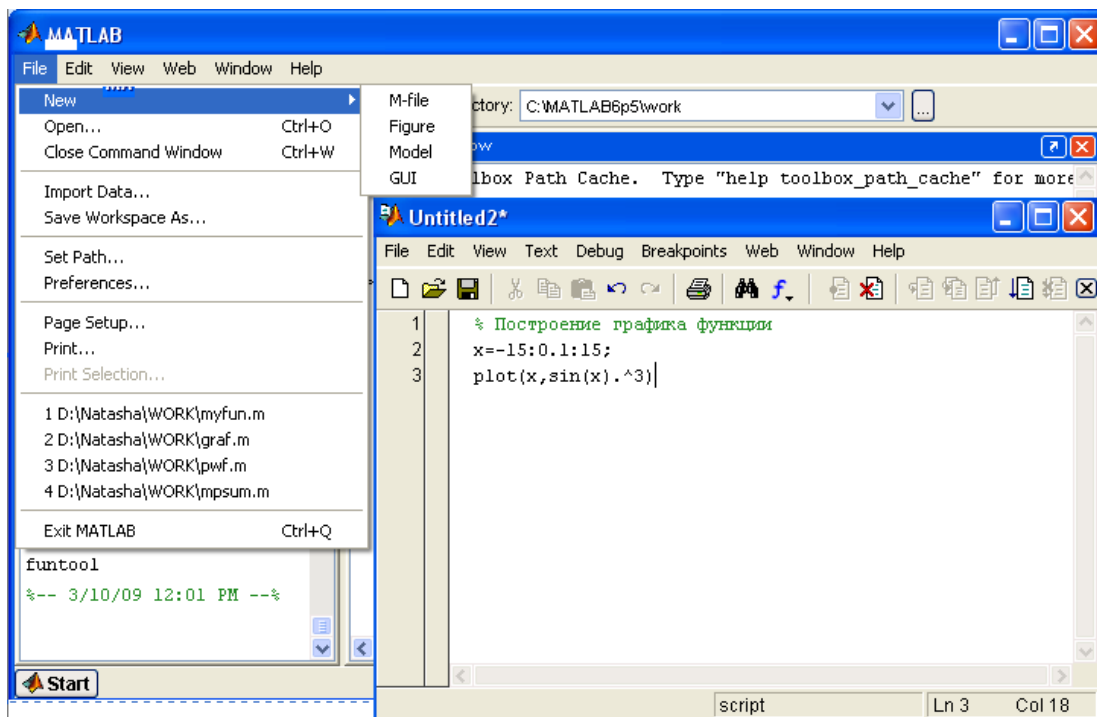 MATLAB
File Edit View Web Window Help
New
Open... Ctrl+O
Close Command Window Ctrl+W
Import Data...
Save Workspace As...
Set Path...
Preferences...
Page Setup...
Print...
Print Selection...
1 D:\Natasha\WORK\myfun.m
2 D:\Natasha\WORK\graf.m
3 D:\Natasha\WORK\pwf.m
4 D:\Natasha\WORK\mpsum.m
Exit MATLAB Ctrl+Q
M-file
Figure
Model
GUI
ctory: C:\MATLAB6p5\work ...
ow
lbox Path Cache. Type "help toolbox_path_cache" for more
Untitled2*
File Edit View Text Debug Breakpoints Web Window Help
1 % Построение графика функции
2 x=-15:0.1:15;
3 plot(x,sin(x).^3)
funtool
%-- 3/10/09 12:01 PM --%
Start
script Ln 3 Col 18